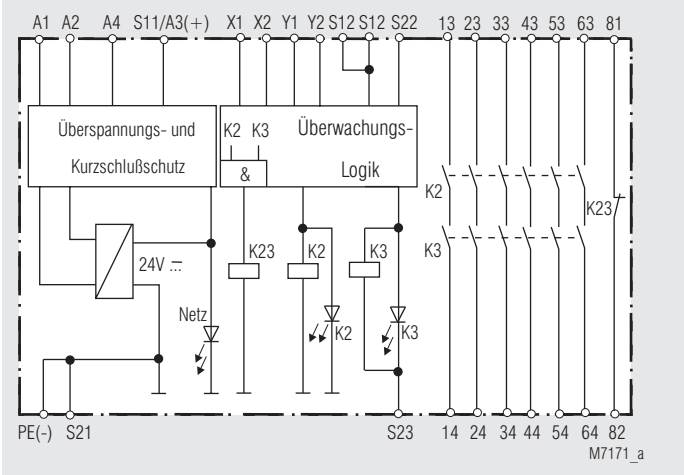 A1 A2 A4 S11/A3(+) X1 X2 Y1 Y2 S12 S12 S22 13 23 33 43 53 63 81
Überspannungs- und
Kurzschlußschutz
K2 K3
&
Überwachungs-
Logik
K2
K23
K3
24V
K23
K2
K3
Netz
K2
K3
PE(-) S21 S23 14 24 34 44 54 64 82
M7171_a